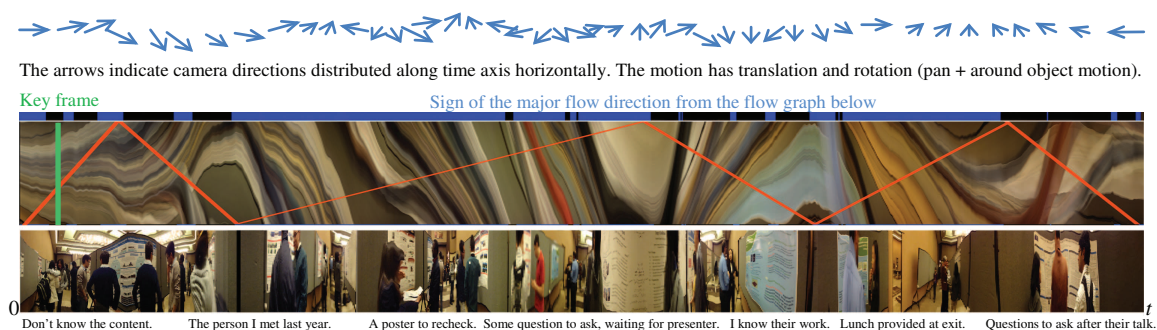 The arrows indicate camera directions distributed along time axis horizontally. The motion has translation and rotation (pan + around object motion).
Key frame
Sign of the major flow direction from the flow graph below
0
t
Don’t know the content.
The person I met last year.
A poster to recheck.
Some question to ask, waiting for presenter.
I know their work.
Lunch provided at exit.
Questions to ask after their talk.